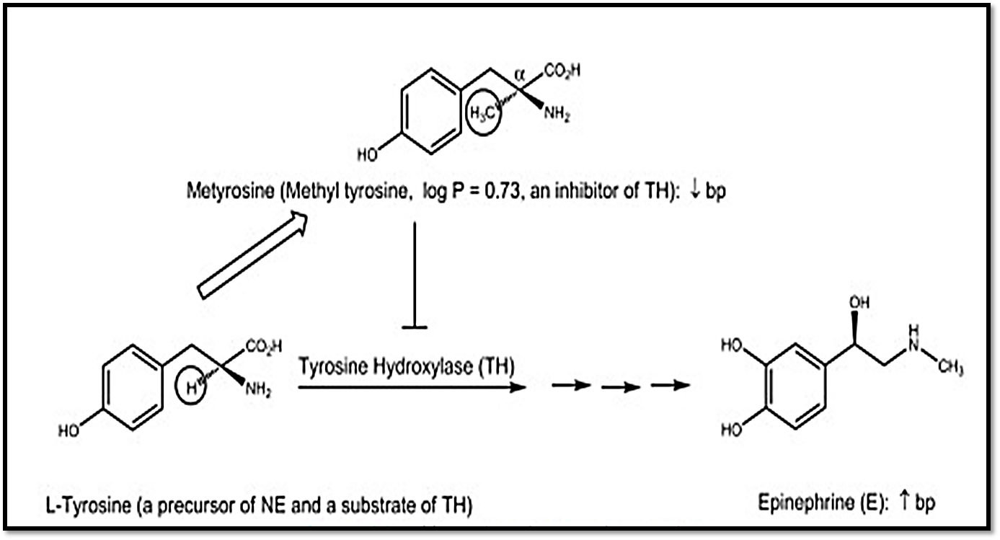 α CO₂H
H₃C NH₂
HO
Metyrosine (Methyl tyrosine, log P = 0.73, an inhibitor of TH): ↓ bp
CO₂H
H NH₂
HO
Tyrosine Hydroxylase (TH)
OH
HO H
N
CH₃
HO
L-Tyrosine (a precursor of NE and a substrate of TH)
Epinephrine (E): ↑ bp